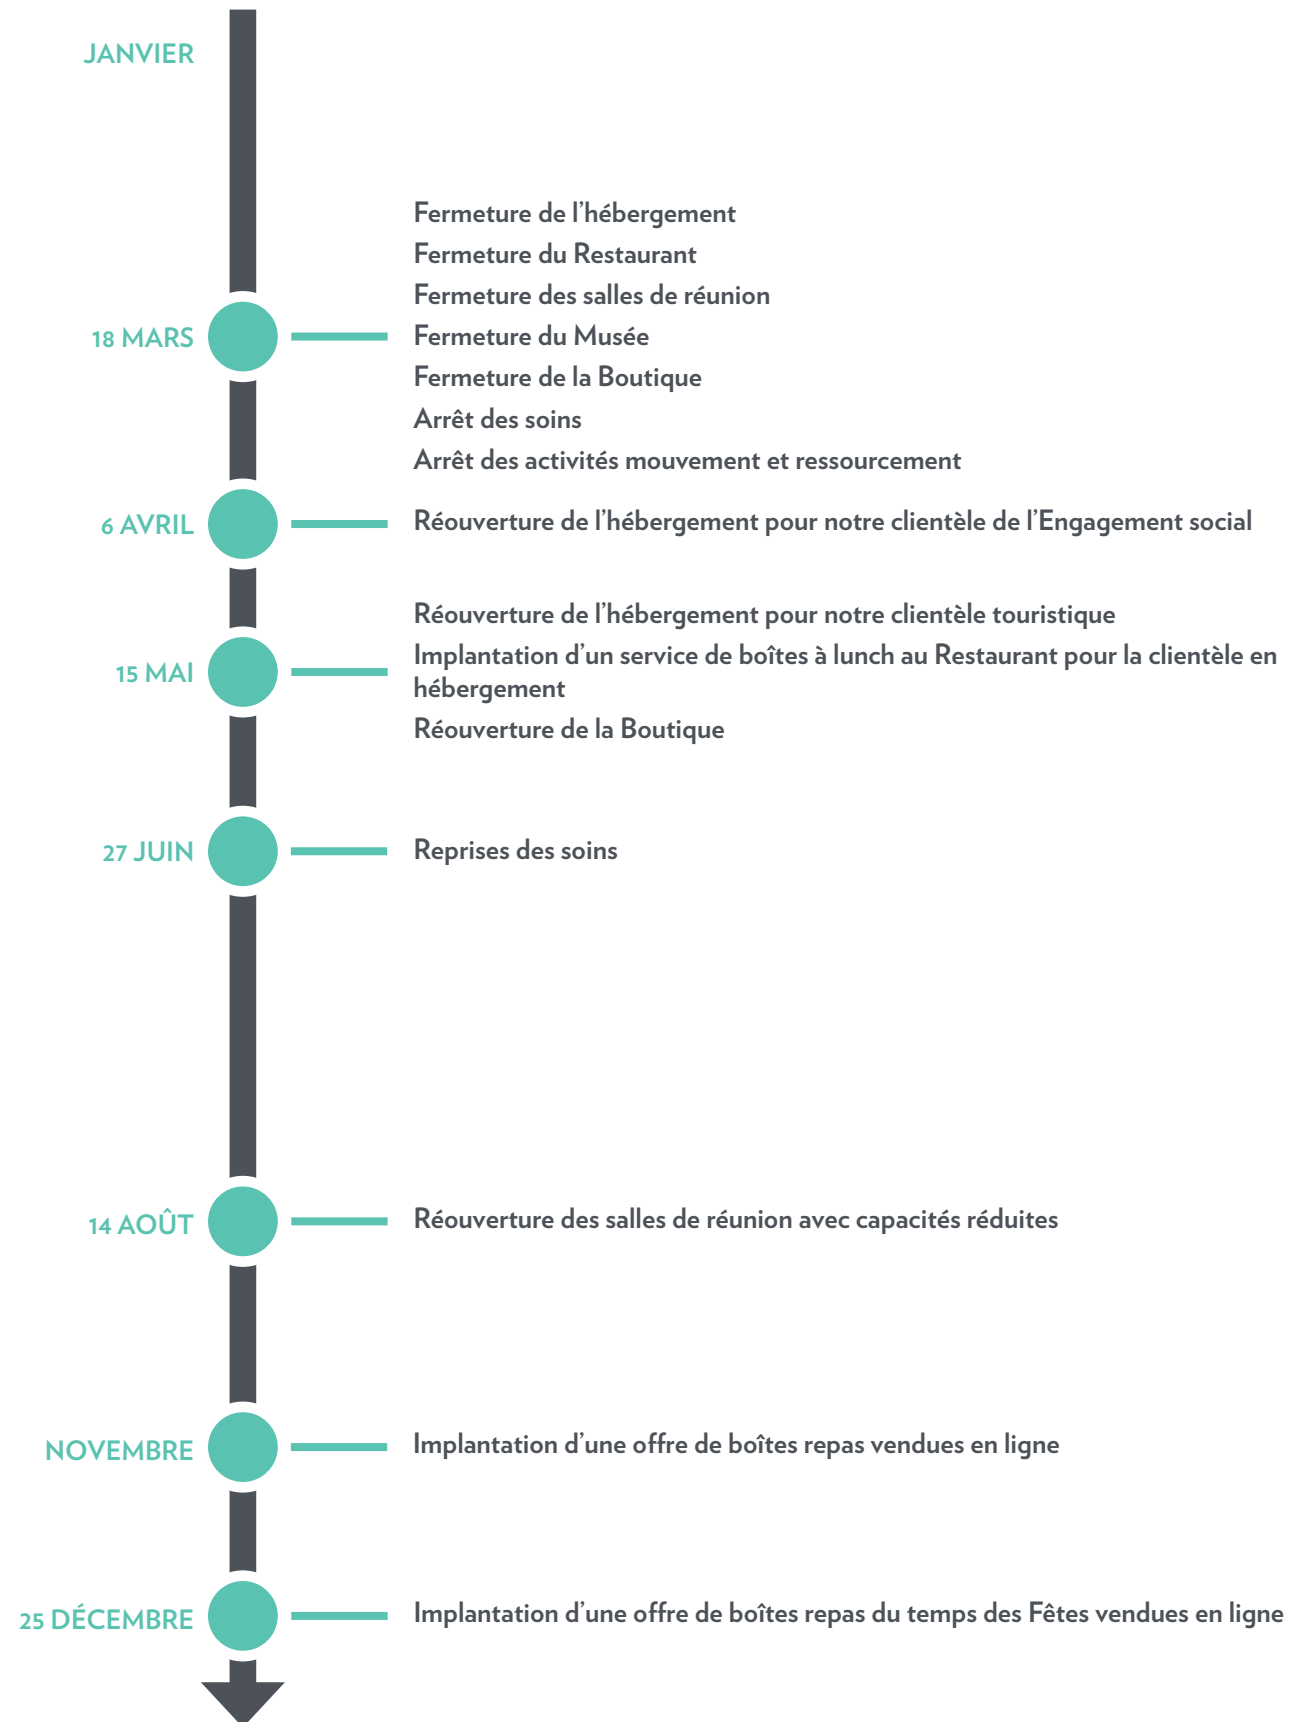 JANVIER
Fermeture de l’hébergement
Fermeture du Restaurant
Fermeture des salles de réunion
18 MARS
Fermeture du Musée
Fermeture de la Boutique
Arrêt des soins
Arrêt des activités mouvement et ressourcement
6 AVRIL
Réouverture de l’hébergement pour notre clientèle de l’Engagement social
Réouverture de l’hébergement pour notre clientèle touristique
Implantation d’un service de boîtes à lunch au Restaurant pour la clientèle en
15 MAI
hébergement
Réouverture de la Boutique
27 JUIN
Reprises des soins
14 AOÛT
Réouverture des salles de réunion avec capacités réduites
NOVEMBRE
Implantation d’une offre de boîtes repas vendues en ligne
25 DÉCEMBRE
Implantation d’une offre de boîtes repas du temps des Fêtes vendues en ligne